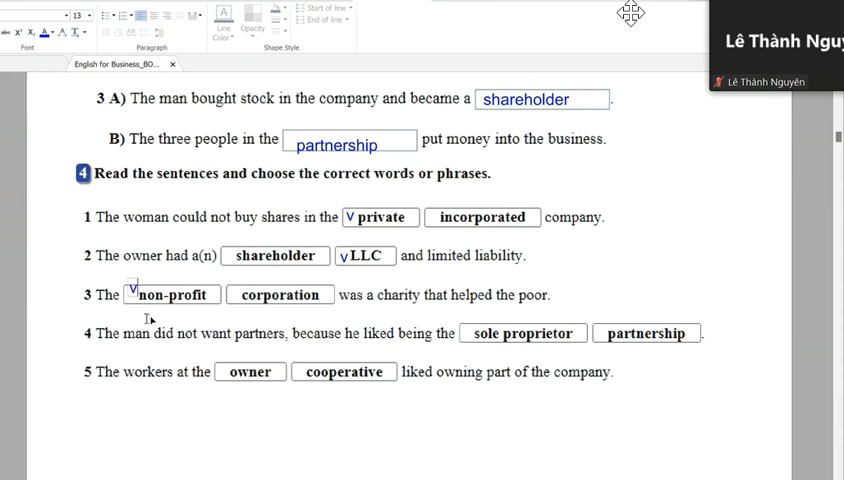 13
Start of line
End of line
abc X² X₂ A T
Line Color
Opacity
Font
Paragraph
Shape Style
Lê Thành Nguy
Lê Thành Nguyên
English for Business_BO... ×
3 A) The man bought stock in the company and became a shareholder .
B) The three people in the partnership put money into the business.
4 Read the sentences and choose the correct words or phrases.
1 The woman could not buy shares in the v private incorporated company.
2 The owner had a(n) shareholder v LLC and limited liability.
3 The v non-profit corporation was a charity that helped the poor.
4 The man did not want partners, because he liked being the sole proprietor partnership .
5 The workers at the owner cooperative liked owning part of the company.